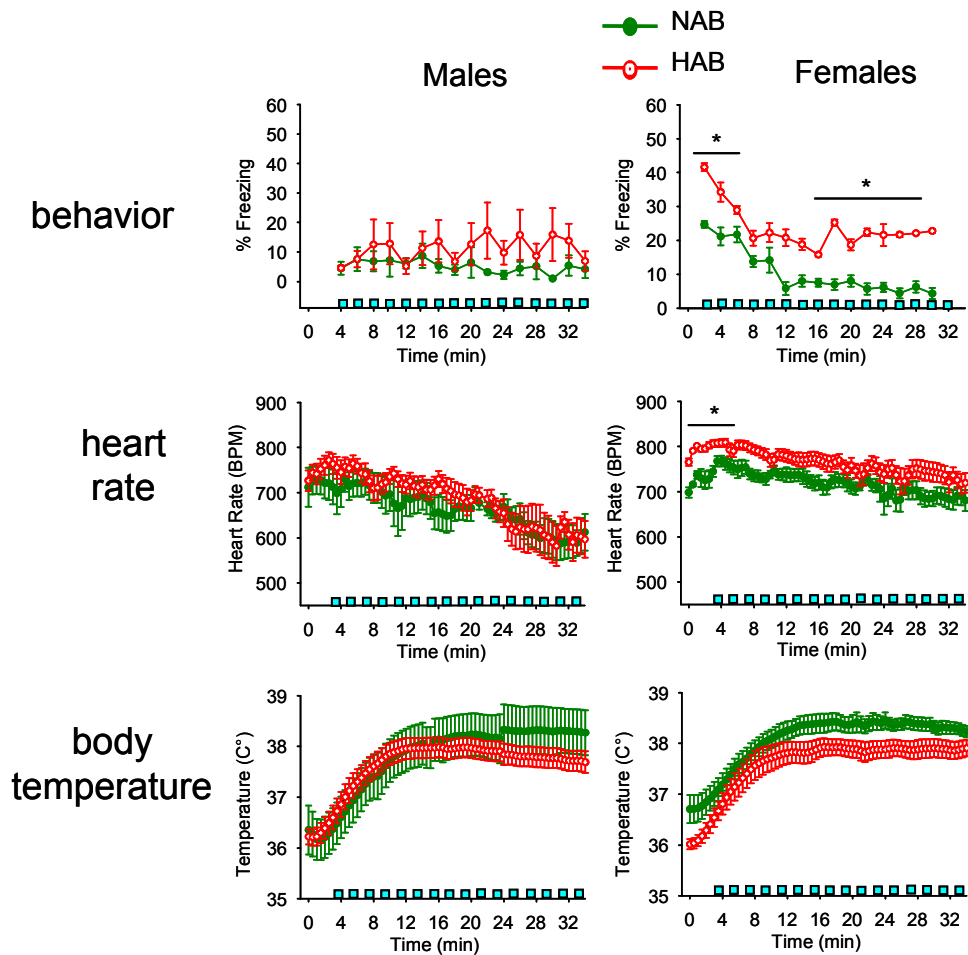 NAB
HAB
Males
Females
behavior
% Freezing
60
50
40
30
20
10
0
0 4 8 12 16 20 24 28 32
Time (min)
% Freezing
60
50
40
30
20
10
0
*
*
0 4 8 12 16 20 24 28 32
Time (min)
heart
rate
Heart Rate (BPM)
900
800
700
600
500
0 4 8 12 16 20 24 28 32
Time (min)
Heart Rate (BPM)
900
800
700
600
500
*
0 4 8 12 16 20 24 28 32
Time (min)
body
temperature
Temperature (C°)
39
38
37
36
35
0 4 8 12 16 20 24 28 32
Time (min)
Temperature (C°)
39
38
37
36
35
0 4 8 12 16 20 24 28 32
Time (min)